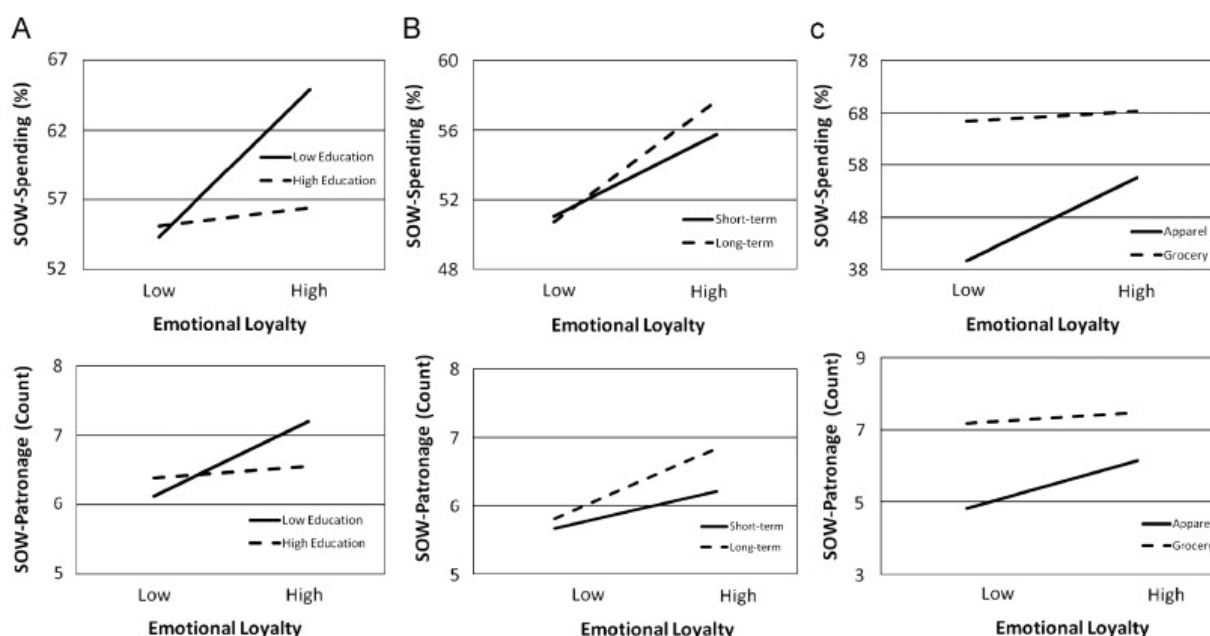 A
SOW-Spending (%)
67
62
57
52
Low Education
High Education
Low High
Emotional Loyalty
B
SOW-Spending (%)
60
56
52
48
Short-term
Long-term
Low High
Emotional Loyalty
c
SOW-Spending (%)
78
68
58
48
38
Apparel
Grocery
Low High
Emotional Loyalty
SOW-Patronage (Count)
8
7
6
5
Low Education
High Education
Low High
Emotional Loyalty
SOW-Patronage (Count)
8
7
6
5
Short-term
Long-term
Low High
Emotional Loyalty
SOW-Patronage (Count)
9
7
5
3
Apparel
Grocery
Low High
Emotional Loyalty